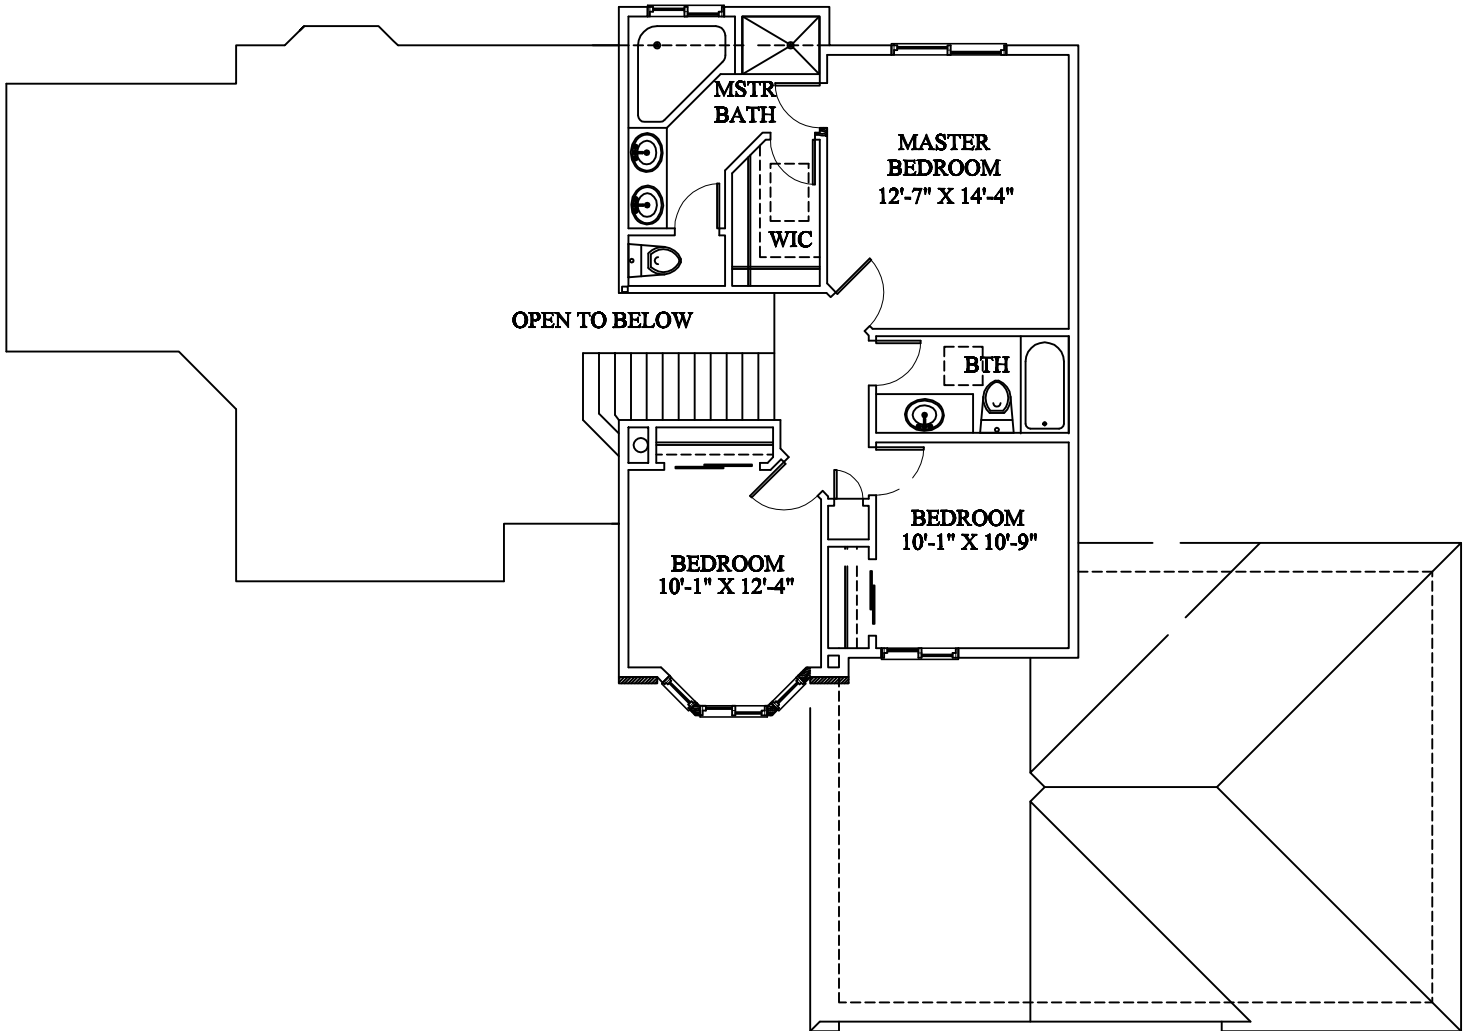 MSTR
BATH
MASTER
BEDROOM
12'-7" X 14'-4"
WIC
OPEN TO BELOW
BTH
BEDROOM
10'-1" X 10'-9"
BEDROOM
10'-1" X 12'-4"